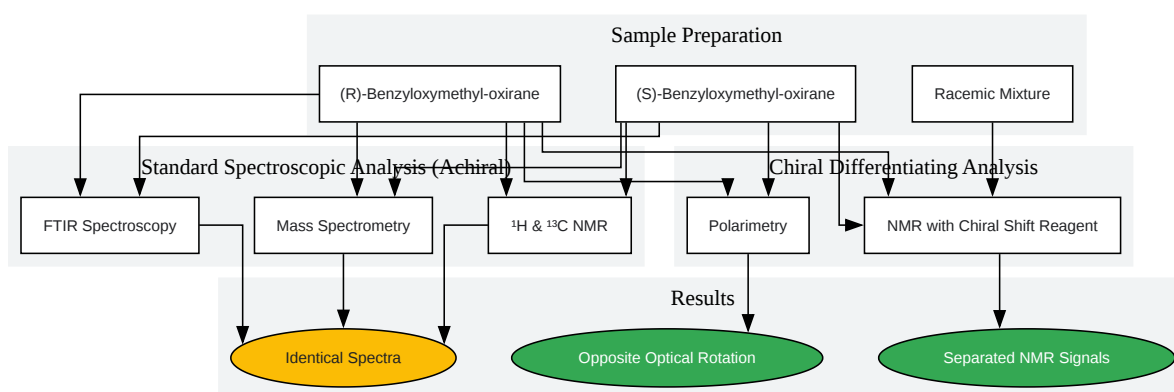 Sample Preparation
(R)-Benzyloxymethyl-oxirane
(S)-Benzyloxymethyl-oxirane
Racemic Mixture
Standard Spectroscopic Analysis (Achiral)
Chiral Differentiating Analysis
FTIR Spectroscopy
Mass Spectrometry
¹H & ¹³C NMR
Polarimetry
NMR with Chiral Shift Reagent
Results
Identical Spectra
Opposite Optical Rotation
Separated NMR Signals